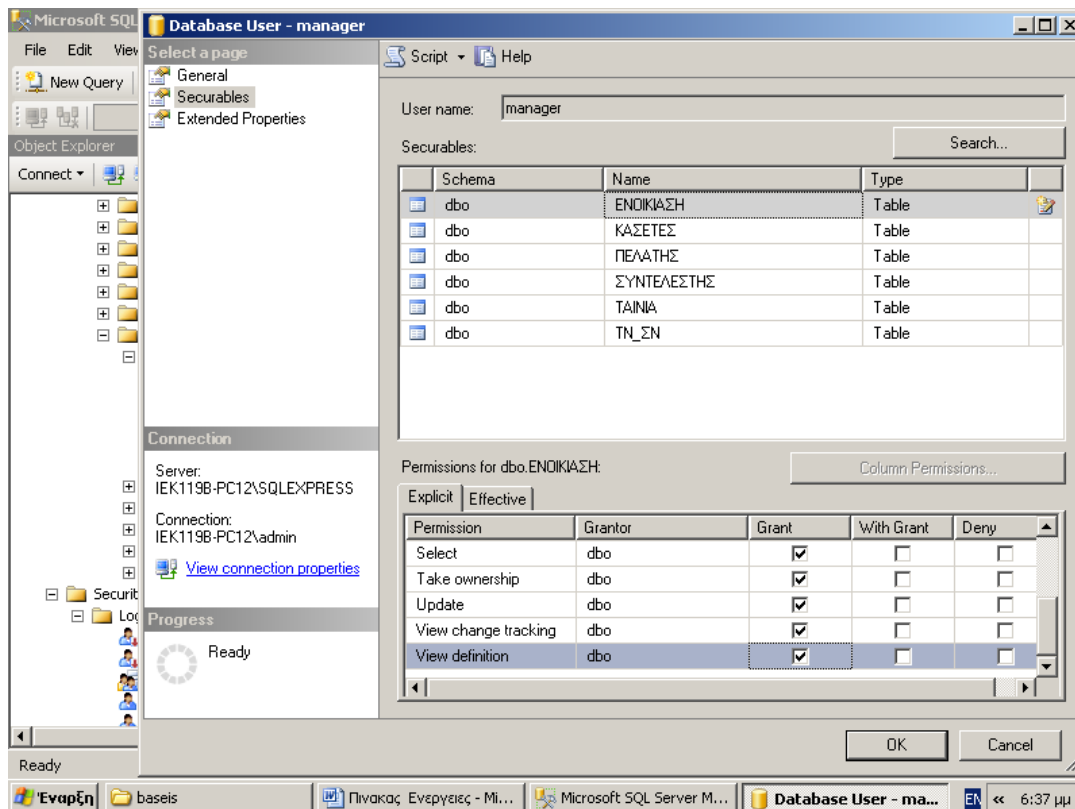 Microsoft SQL
Database User - manager
File Edit View
New Query
Object Explorer
Connect
Select a page
General
Securables
Extended Properties
Script Help
User name: manager
Securables: Search...
Schema Name Type
dbo ΕΝΟΙΚΙΑΣΗ Table
dbo ΚΑΣΕΤΕΣ Table
dbo ΠΕΛΑΤΗΣ Table
dbo ΣΥΝΤΕΛΕΣΤΗΣ Table
dbo ΤΑΙΝΙΑ Table
dbo ΤΝ_ΣΝ Table
Connection
Server:
IEK119B-PC12\SQLEXPRESS
Connection:
IEK119B-PC12\admin
View connection properties
Progress
Ready
Permissions for dbo.ΕΝΟΙΚΙΑΣΗ: Column Permissions...
Explicit Effective
Permission Grantor Grant With Grant Deny
Select dbo
Take ownership dbo
Update dbo
View change tracking dbo
View definition dbo
Securit
Log
OK Cancel
Ready
Έναρξη baseis Πινακας Ενεργειες - Mi... Microsoft SQL Server M... Database User - ma... EN « 6:37 μμ